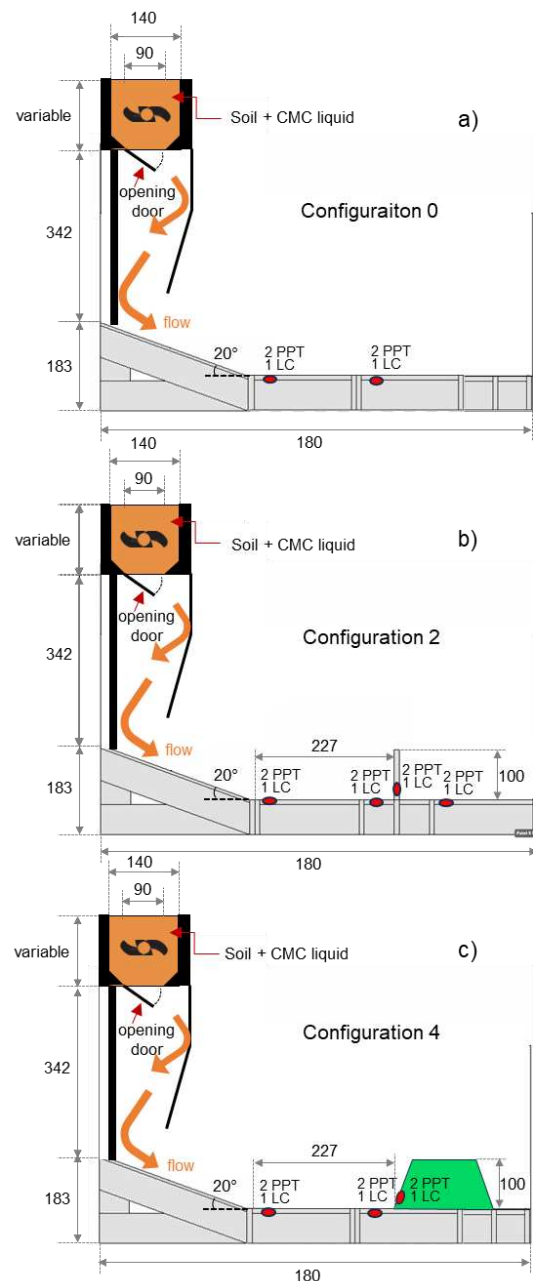 140
90
variable
Soil + CMC liquid
a)
opening
door
Configuraiton 0
342
flow
183
20°
2 PPT
1 LC
2 PPT
1 LC
180
140
90
variable
Soil + CMC liquid
b)
opening
door
Configuration 2
342
flow
227
183
20°
2 PPT
1 LC
2 PPT
1 LC
2 PPT
1 LC
2 PPT
1 LC
100
180
140
90
variable
Soil + CMC liquid
c)
opening
door
Configuration 4
342
flow
227
183
20°
2 PPT
1 LC
2 PPT
1 LC
2 PPT
1 LC
100
180